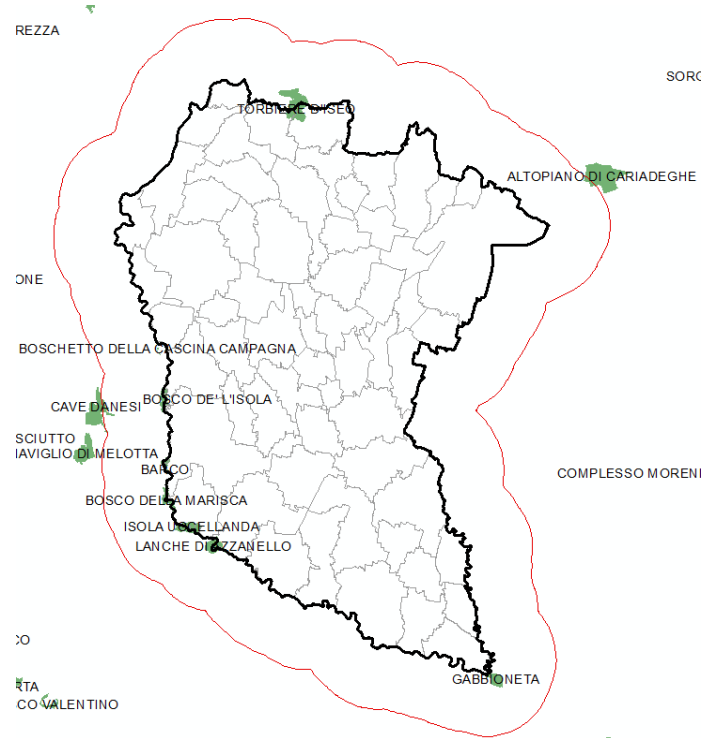 REZZA
SORO
TORBIERE D'ISEO
ALTOPIANO DI CARIADEGHE
ONE
BOSCHETTO DELLA CASCINA CAMPAGNA
BOSCO DE' L'ISOLA
CAVE DANESI
SCIUTTO
NAVIGLIO DI MELOTTA
BARCO
COMPLESSO MORENI
BOSCO DELLA MARISCA
ISOLA UCCELLANDA
LANCHE DI AZZANELLO
CO
GABBIONETA
RTA
CO VALENTINO